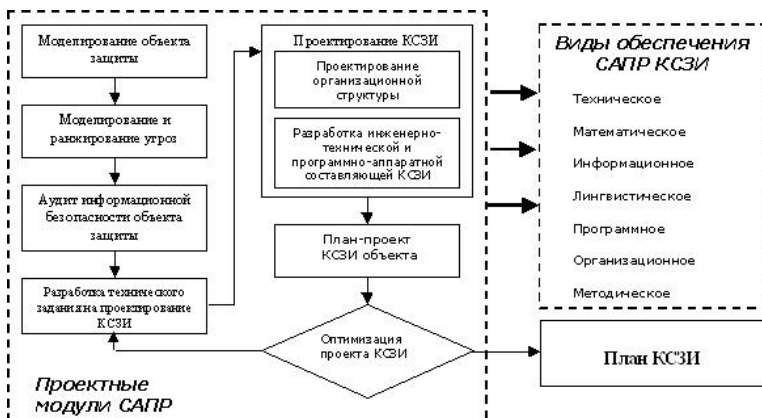 Моделирование объекта
защиты
Моделирование и
ранжирование угроз
Аудит информационной
безопасности объекта
защиты
Разработка технического
задания на проектирование
КСЗИ
Проектирование КСЗИ
Проектирование
организационной
структуры
Разработка инженерно-
технической и
программно-аппаратной
составляющей КСЗИ
План-проект
КСЗИ объекта
Оптимизация
проекта КСЗИ
Проектные
модули САПР
Виды обеспечения
САПР КСЗИ
Техническое
Математическое
Информационное
Лингвистическое
Программное
Организационное
Методическое
План КСЗИ